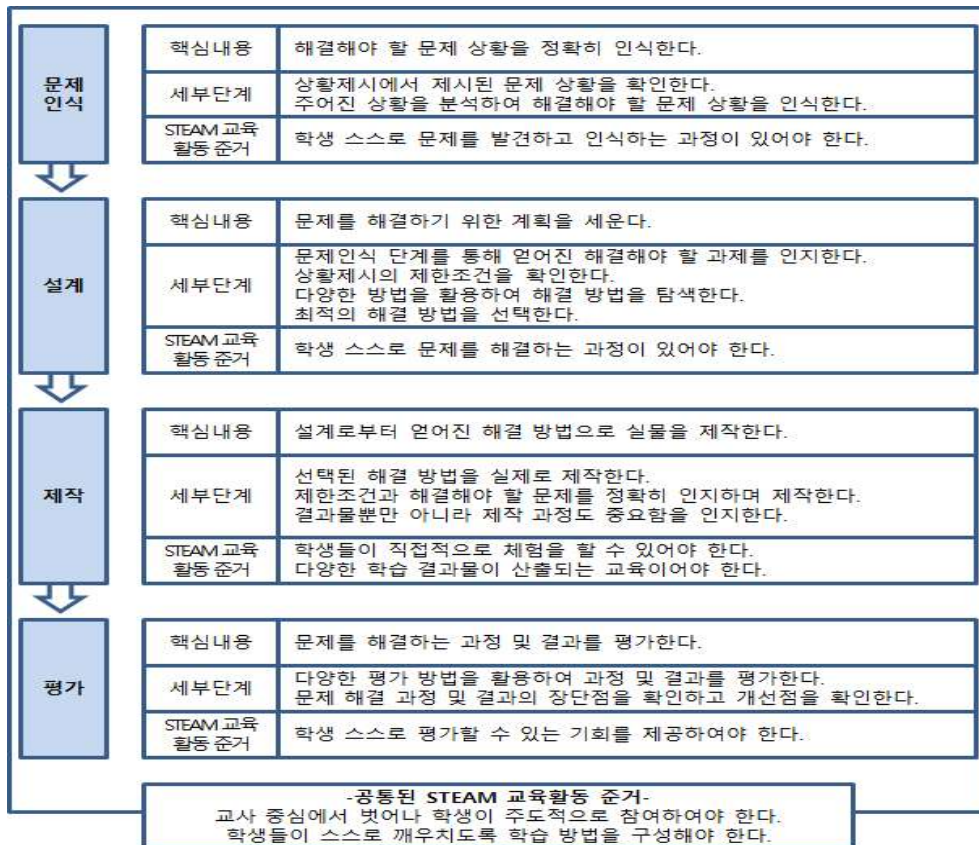 문제
인식
핵심내용
해결해야 할 문제 상황을 정확히 인식한다.
세부단계
상황제시에서 제시된 문제 상황을 확인한다.
주어진 상황을 분석하여 해결해야 할 문제 상황을 인식한다.
STEAM 교육
활동 준거
학생 스스로 문제를 발견하고 인식하는 과정이 있어야 한다.
설계
핵심내용
문제를 해결하기 위한 계획을 세운다.
세부단계
문제인식 단계를 통해 얻어진 해결해야 할 과제를 인지한다.
상황제시의 제한조건을 확인한다.
다양한 방법을 활용하여 해결 방법을 탐색한다.
최적의 해결 방법을 선택한다.
STEAM 교육
활동 준거
학생 스스로 문제를 해결하는 과정이 있어야 한다.
제작
핵심내용
설계로부터 얻어진 해결 방법으로 실물을 제작한다.
세부단계
선택된 해결 방법을 실제로 제작한다.
제한조건과 해결해야 할 문제를 정확히 인지하며 제작한다.
결과물뿐만 아니라 제작 과정도 중요함을 인지한다.
STEAM 교육
활동 준거
학생들이 직접적으로 체험을 할 수 있어야 한다.
다양한 학습 결과물이 산출되는 교육이어야 한다.
평가
핵심내용
문제를 해결하는 과정 및 결과를 평가한다.
세부단계
다양한 평가 방법을 활용하여 과정 및 결과를 평가한다.
문제 해결 과정 및 결과의 장단점을 확인하고 개선점을 확인한다.
STEAM 교육
활동 준거
학생 스스로 평가할 수 있는 기회를 제공하여야 한다.
-공통된 STEAM 교육활동 준거-
교사 중심에서 벗어나 학생이 주도적으로 참여하여야 한다.
학생들이 스스로 깨우치도록 학습 방법을 구성해야 한다.